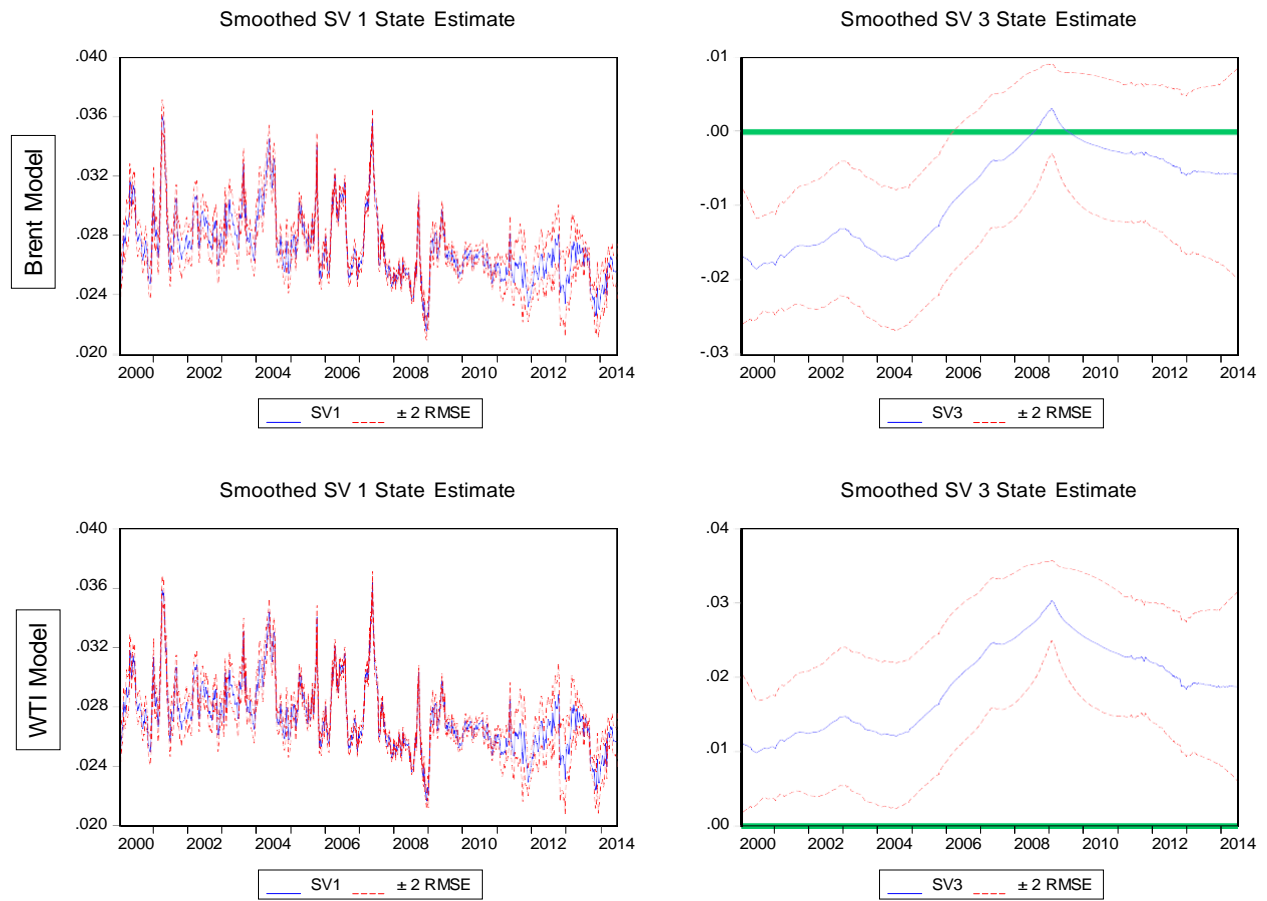 Smoothed SV 1 State Estimate
.040
.036
.032
.028
.024
.020
2000 2002 2004 2006 2008 2010 2012 2014
SV1 ± 2 RMSE
Brent Model
Smoothed SV 3 State Estimate
.01
.00
-.01
-.02
-.03
2000 2002 2004 2006 2008 2010 2012 2014
SV3 ± 2 RMSE
Smoothed SV 1 State Estimate
.040
.036
.032
.028
.024
.020
2000 2002 2004 2006 2008 2010 2012 2014
SV1 ± 2 RMSE
WTI Model
Smoothed SV 3 State Estimate
.04
.03
.02
.01
.00
2000 2002 2004 2006 2008 2010 2012 2014
SV3 ± 2 RMSE